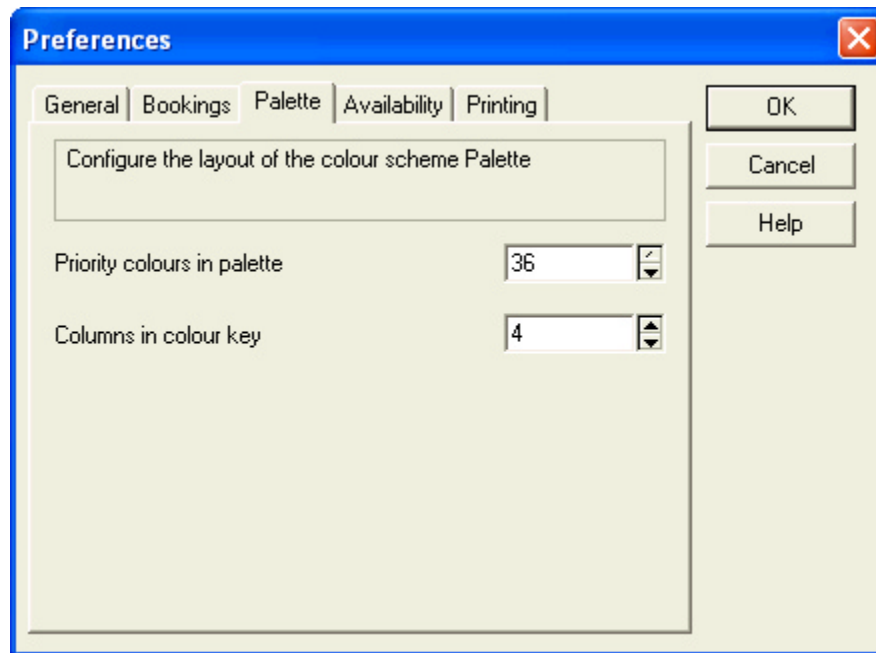 Preferences
General Bookings Palette Availability Printing
OK
Configure the layout of the colour scheme Palette
Cancel
Help
Priority colours in palette 36
Columns in colour key 4